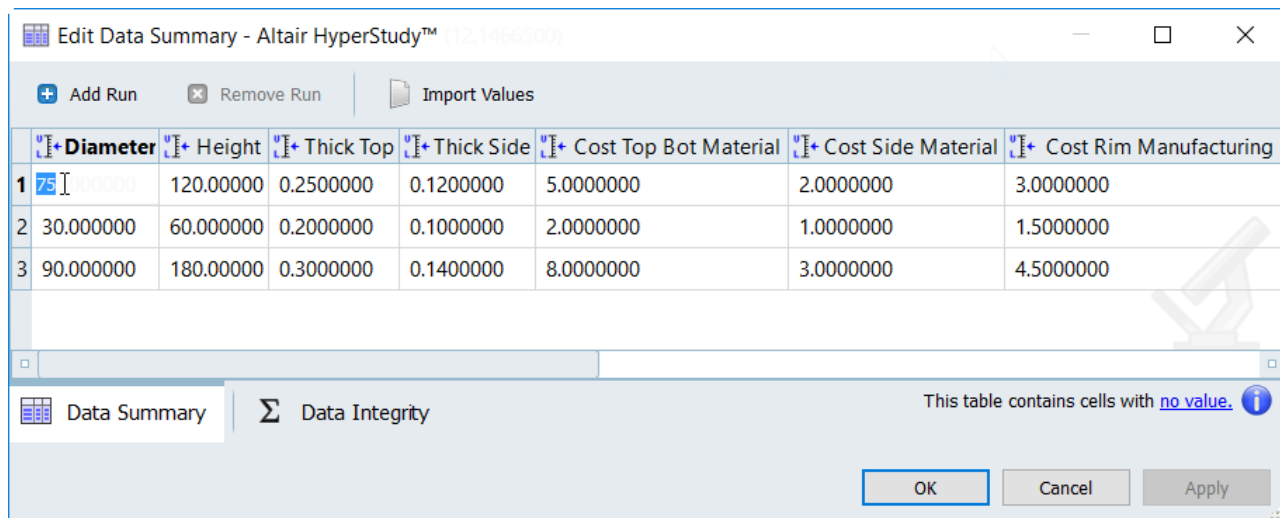 Edit Data Summary - Altair HyperStudy™ (12.1466500)
Add Run Remove Run Import Values
Diameter Height Thick Top Thick Side Cost Top Bot Material Cost Side Material Cost Rim Manufacturing
1 75 120.00000 0.2500000 0.1200000 5.0000000 2.0000000 3.0000000
2 30.000000 60.000000 0.2000000 0.1000000 2.0000000 1.0000000 1.5000000
3 90.000000 180.00000 0.3000000 0.1400000 8.0000000 3.0000000 4.5000000
Data Summary Σ Data Integrity This table contains cells with no value.
OK Cancel Apply